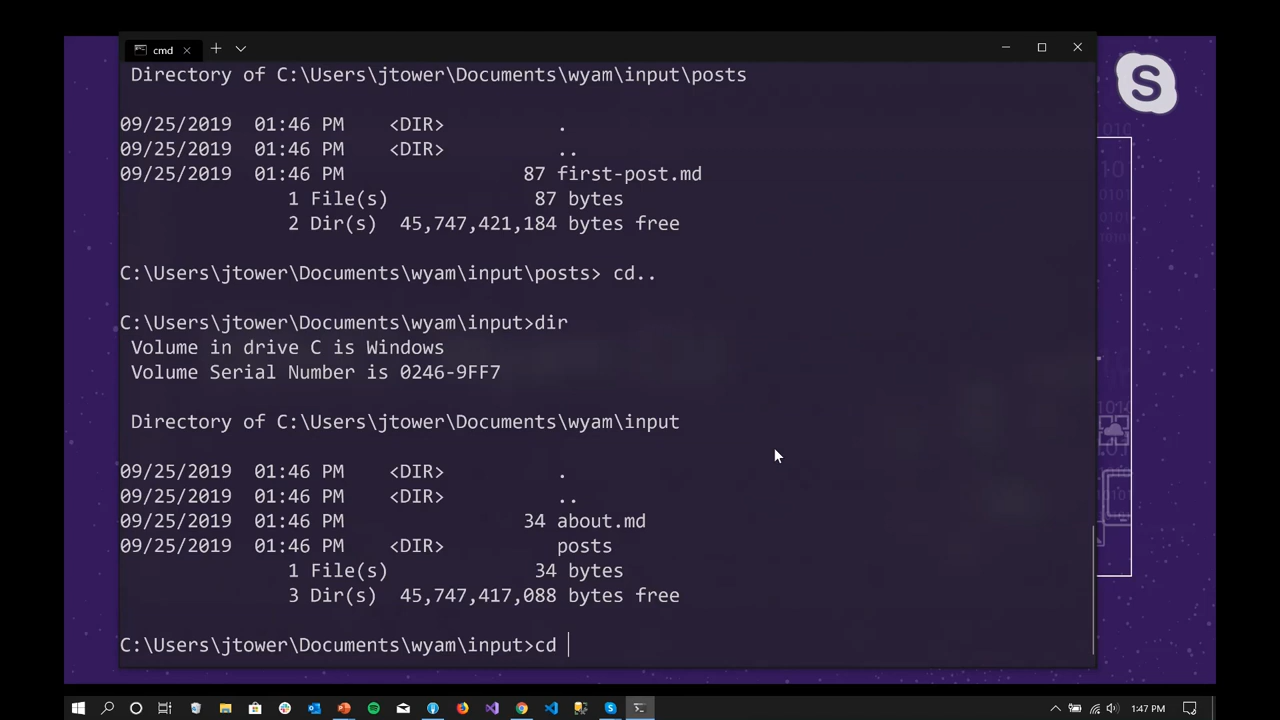 cmd
Directory of C:\Users\jtower\Documents\wyam\input\posts
09/25/2019 01:46 PM <DIR> .
09/25/2019 01:46 PM <DIR> ..
09/25/2019 01:46 PM 87 first-post.md
1 File(s) 87 bytes
2 Dir(s) 45,747,421,184 bytes free
C:\Users\jtower\Documents\wyam\input\posts> cd..
C:\Users\jtower\Documents\wyam\input>dir
Volume in drive C is Windows
Volume Serial Number is 0246-9FF7
Directory of C:\Users\jtower\Documents\wyam\input
09/25/2019 01:46 PM <DIR> .
09/25/2019 01:46 PM <DIR> ..
09/25/2019 01:46 PM 34 about.md
09/25/2019 01:46 PM <DIR> posts
1 File(s) 34 bytes
3 Dir(s) 45,747,417,088 bytes free
C:\Users\jtower\Documents\wyam\input>cd
1:47 PM